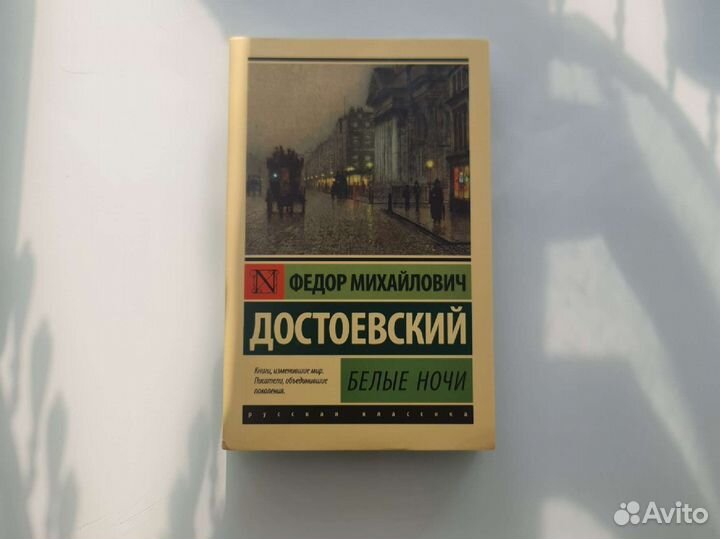 N
ФЕДОР МИХАЙЛОВИЧ
ДОСТОЕВСКИЙ
Книги, изменившие мир.
Писатели, объединившие
поколения.
БЕЛЫЕ НОЧИ
русская классика
Avito